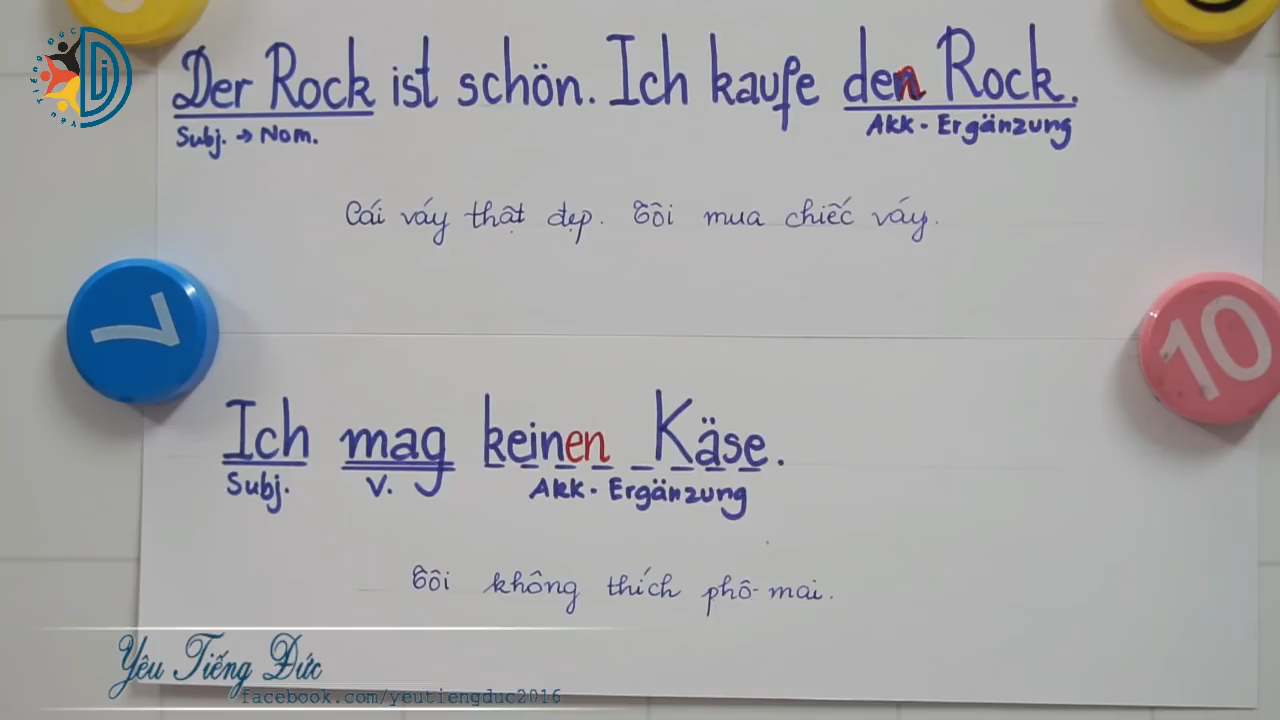 Der Rock ist schön. Ich kaufe den Rock.
Subj. → Nom. Akk - Ergänzung
Cái váy thật đẹp. Tôi mua chiếc váy.
7
10
Ich mag keinen Käse.
Subj. V. Akk - Ergänzung
Tôi không thích phô-mai.
Yêu Tiếng Đức
facebook.com/yeutiengduc2016